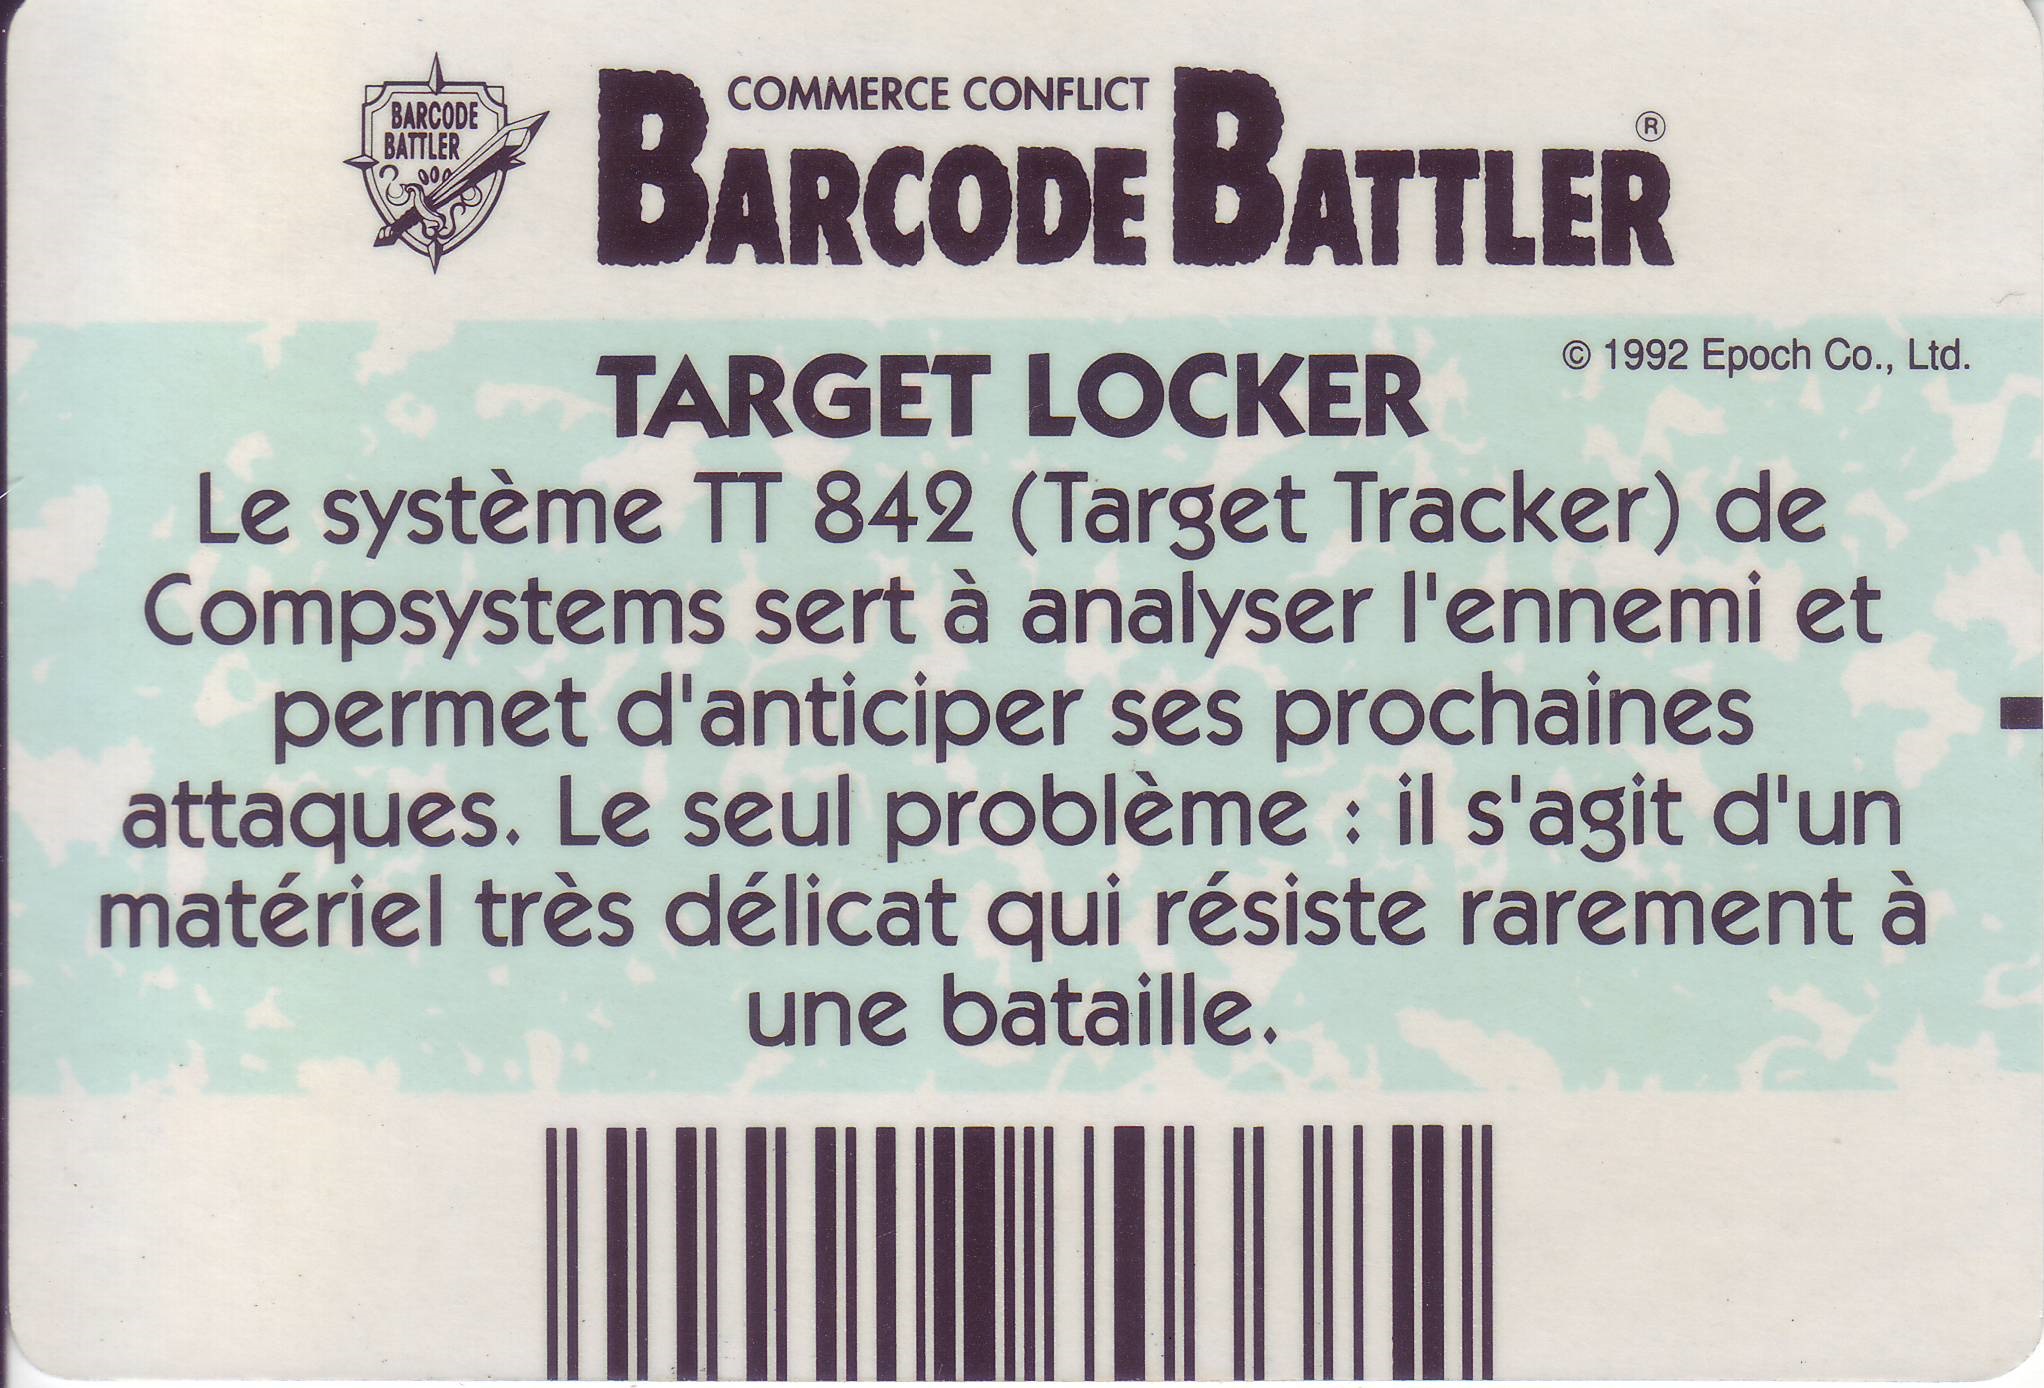 BARCODE
BATTLER
COMMERCE CONFLICT
BARCODE BATTLER ®
© 1992 Epoch Co., Ltd.
TARGET LOCKER
Le système TT 842 (Target Tracker) de
Compsystems sert à analyser l'ennemi et
permet d'anticiper ses prochaines
attaques. Le seul problème : il s'agit d'un
matériel très délicat qui résiste rarement à
une bataille.